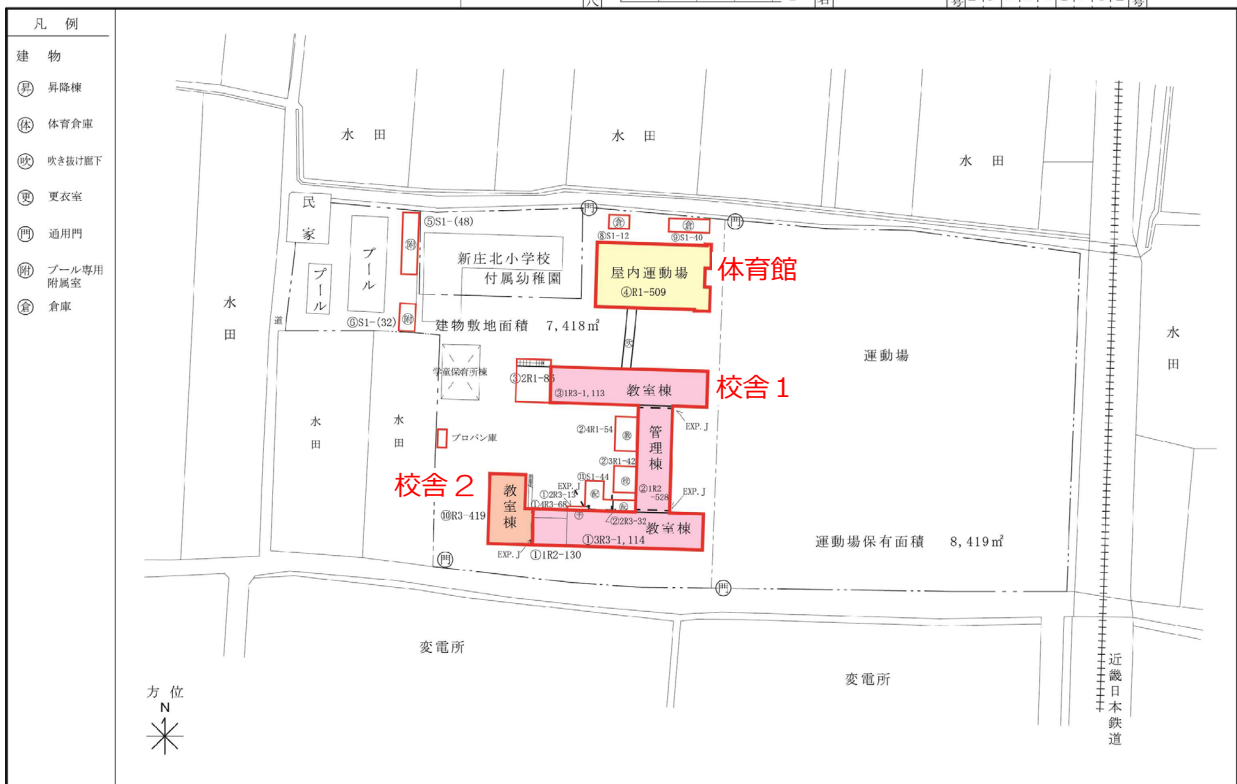 凡 例
建 物
昇 昇降棟
体 体育倉庫
吹 吹き抜け廊下
更 更衣室
門 通用門
附 プール専用
附属室
倉 倉庫
水 田
水 田
水 田
民家
プール
プール
附
⑤S1-(48)
新庄北小学校
付属幼稚園
門
倉
⑧S1-12
倉
⑨S1-40
門
屋内運動場
④R1-509
体育館
水田
道
⑥S1-(32)
附
建物敷地面積 7,418㎡
吹
運動場
水田
学童保育所棟
③2R1-85
③1R3-1,113
教室棟
校舎1
EXP.J
②4R1-54
管理棟
水田
水田
プロパン庫
②3R1-42
②1R2
-528
EXP.J
校舎2
⑪S1-44
配
EXP.J
①2R3-13
①4R3-68
教室棟
⑩R3-419
②2R3-32
教室棟
①3R3-1,114
EXP.J
①1R2-130
運動場保有面積 8,419㎡
門
門
変電所
変電所
近畿日本鉄道
方 位
N